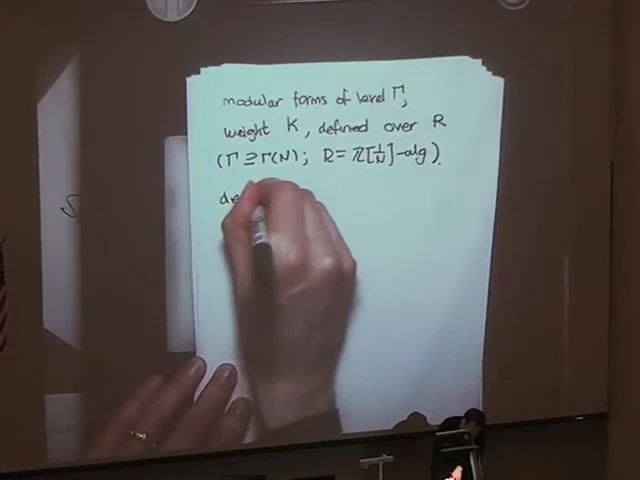 modular forms of level Γ,
weight K, defined over R
(Γ ⊇ Γ(N); R = ℤ[1/N]-alg).